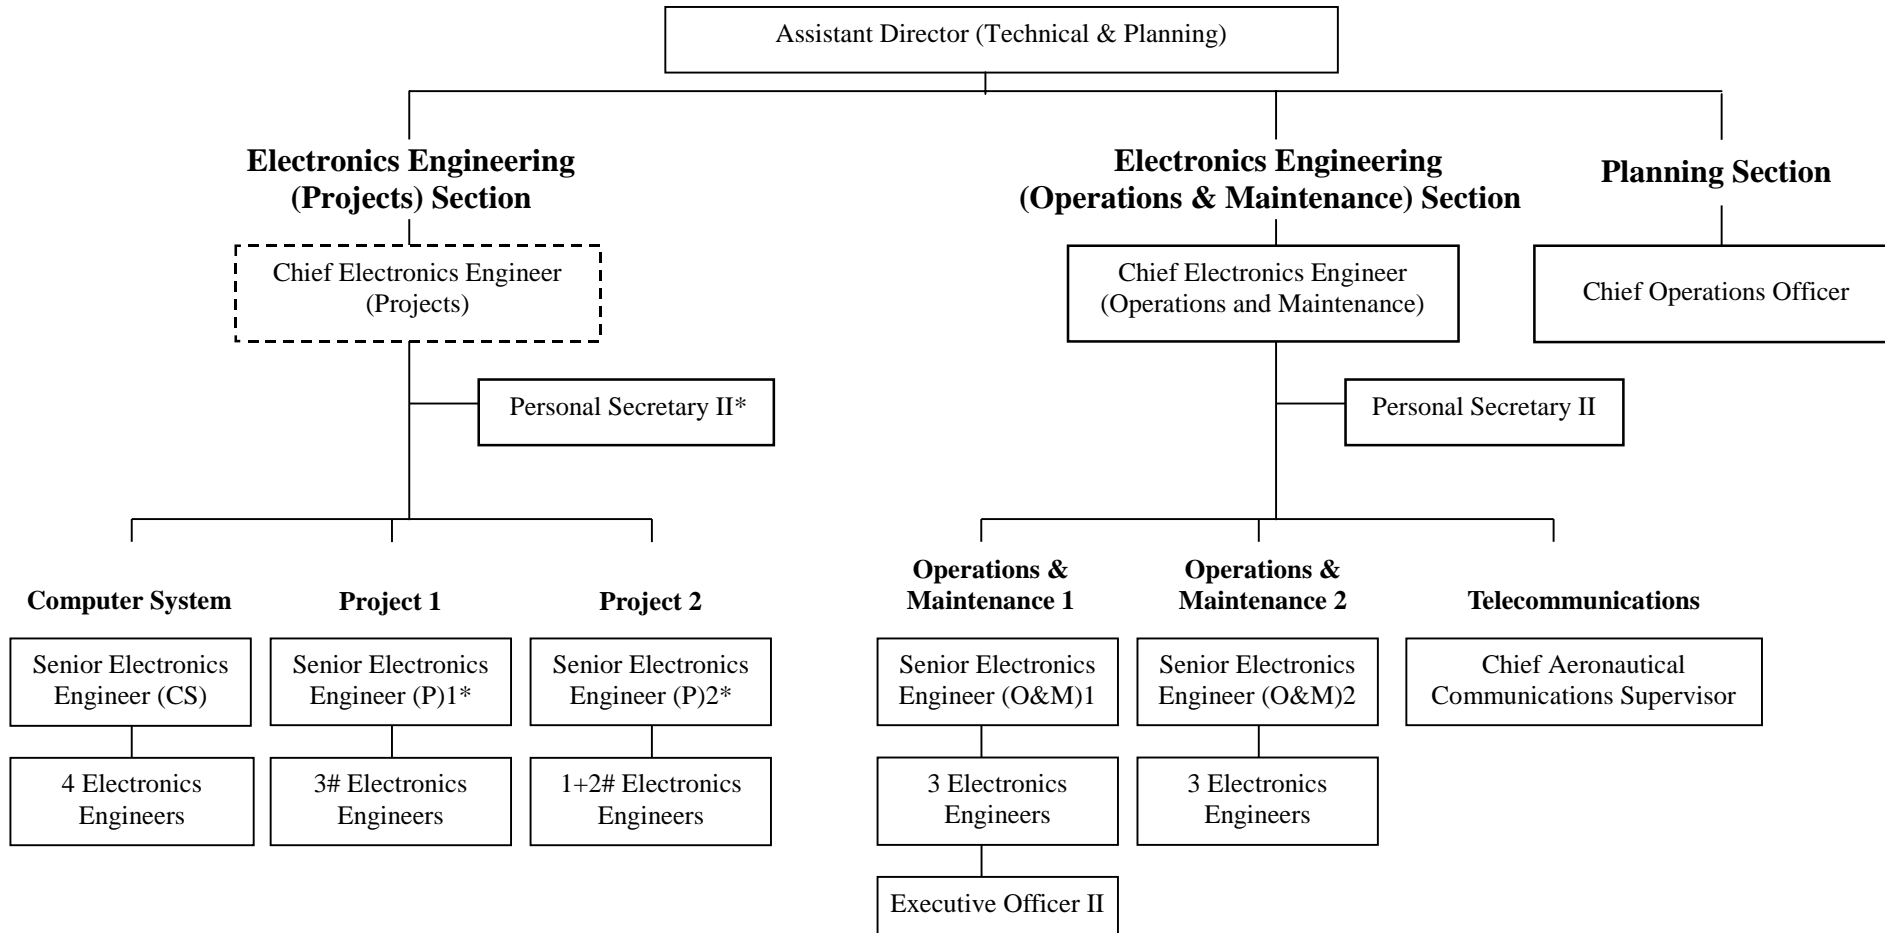 Assistant Director (Technical & Planning)
Electronics Engineering
(Projects) Section
Electronics Engineering
(Operations & Maintenance) Section
Planning Section
Chief Electronics Engineer
(Projects)
Chief Electronics Engineer
(Operations and Maintenance)
Chief Operations Officer
Personal Secretary II*
Personal Secretary II
Computer System
Project 1
Project 2
Operations &
Maintenance 1
Operations &
Maintenance 2
Telecommunications
Senior Electronics
Engineer (CS)
Senior Electronics
Engineer (P)1*
Senior Electronics
Engineer (P)2*
Senior Electronics
Engineer (O&M)1
Senior Electronics
Engineer (O&M)2
Chief Aeronautical
Communications Supervisor
4 Electronics
Engineers
3# Electronics
Engineers
1+2# Electronics
Engineers
3 Electronics
Engineers
3 Electronics
Engineers
Executive Officer II